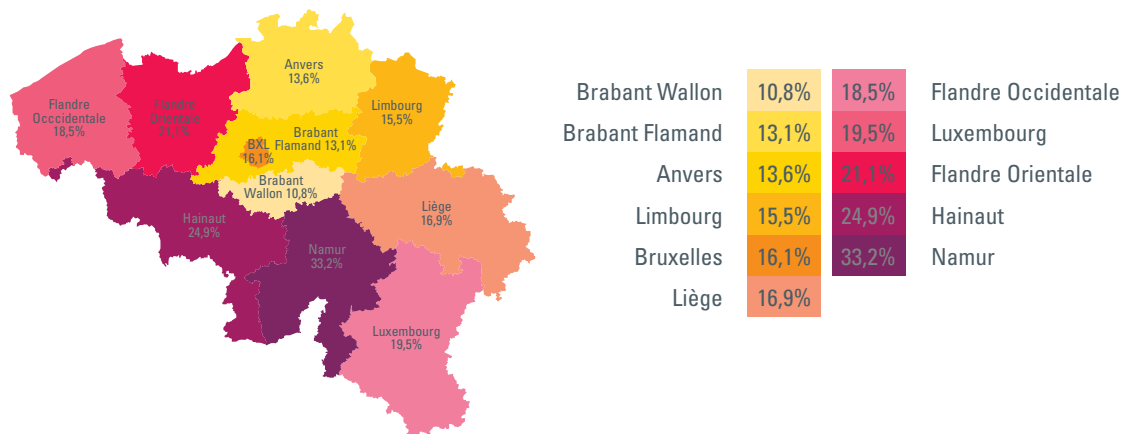 Anvers
13,6%
Limbourg
15,5%
Flandre
Occcidentale
18,5%
Flandre
Orientale
21,1%
BXL
16,1%
Brabant
Flamand 13,1%
Brabant
Wallon 10,8%
Liège
16,9%
Hainaut
24,9%
Namur
33,2%
Luxembourg
19,5%
Brabant Wallon 10,8% 18,5% Flandre Occidentale
Brabant Flamand 13,1% 19,5% Luxembourg
Anvers 13,6% 21,1% Flandre Orientale
Limbourg 15,5% 24,9% Hainaut
Bruxelles 16,1% 33,2% Namur
Liège 16,9%